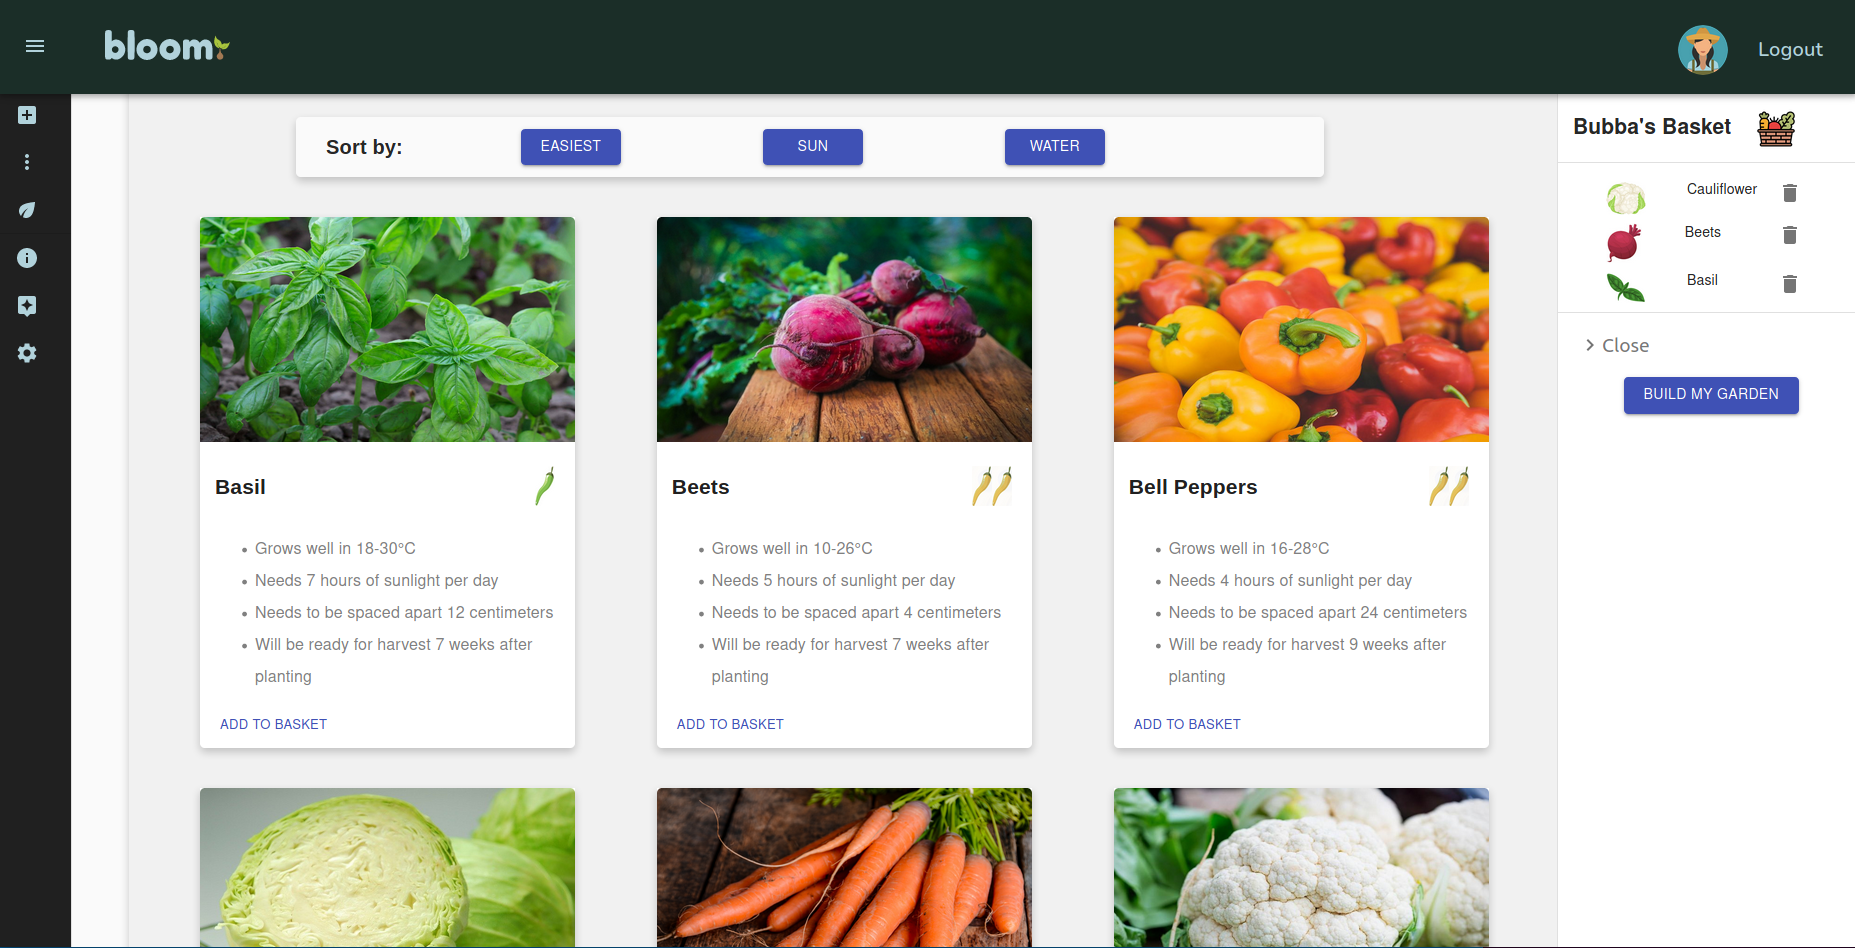 bloom
Logout
Sort by:
EASIEST
SUN
WATER
Basil
Grows well in 18-30°C
Needs 7 hours of sunlight per day
Needs to be spaced apart 12 centimeters
Will be ready for harvest 7 weeks after
planting
ADD TO BASKET
Beets
Grows well in 10-26°C
Needs 5 hours of sunlight per day
Needs to be spaced apart 4 centimeters
Will be ready for harvest 7 weeks after
planting
ADD TO BASKET
Bell Peppers
Grows well in 16-28°C
Needs 4 hours of sunlight per day
Needs to be spaced apart 24 centimeters
Will be ready for harvest 9 weeks after
planting
ADD TO BASKET
Bubba's Basket
Cauliflower
Beets
Basil
Close
BUILD MY GARDEN